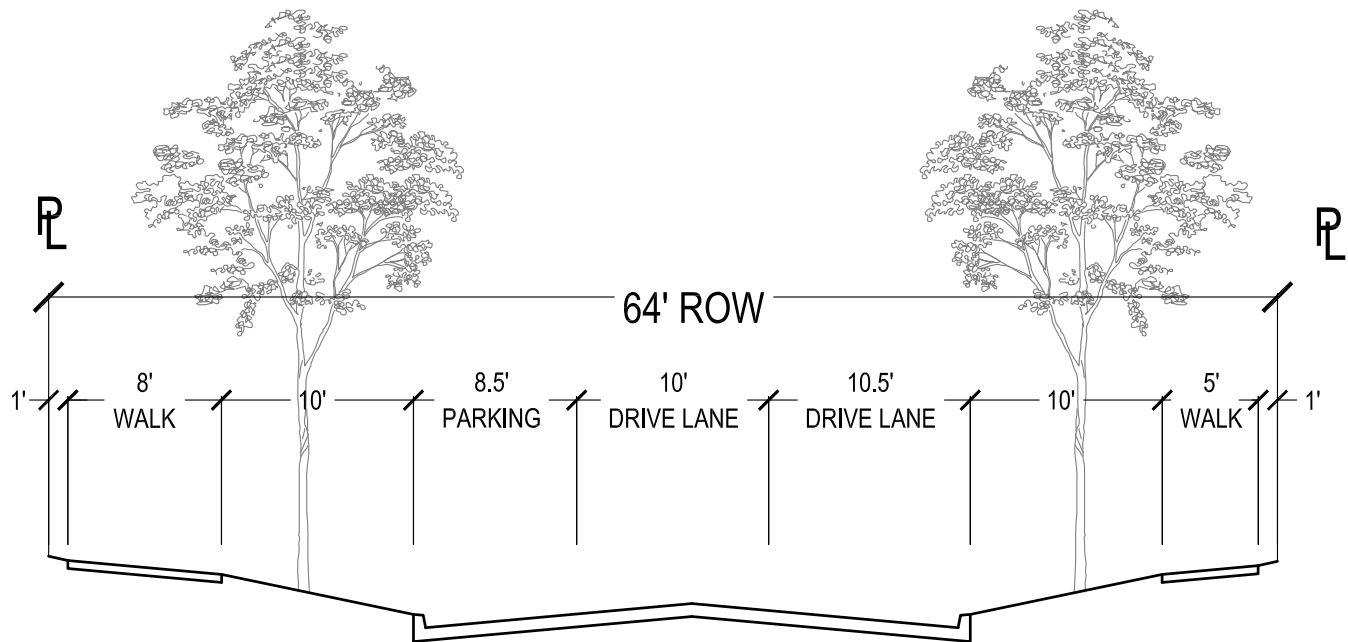 PL
PL
64' ROW
1'
8'
WALK
10'
8.5'
PARKING
10'
DRIVE LANE
10.5'
DRIVE LANE
10'
5'
WALK
1'